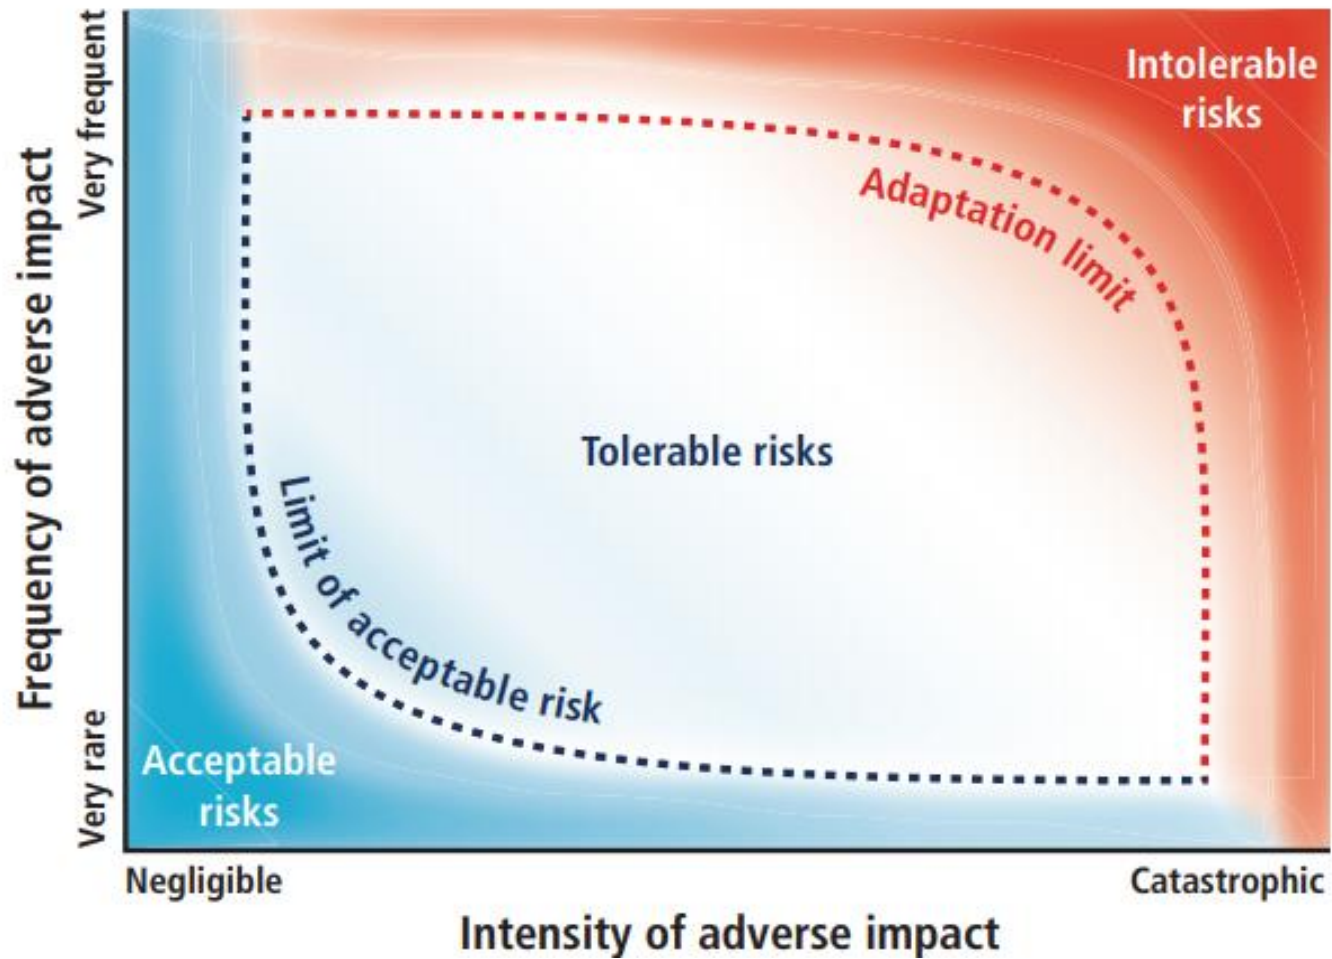 Very frequent
Intolerable
risks
Adaptation limit
Frequency of adverse impact
Tolerable risks
Limit of acceptable risk
Very rare
Acceptable
risks
Negligible
Catastrophic
Intensity of adverse impact